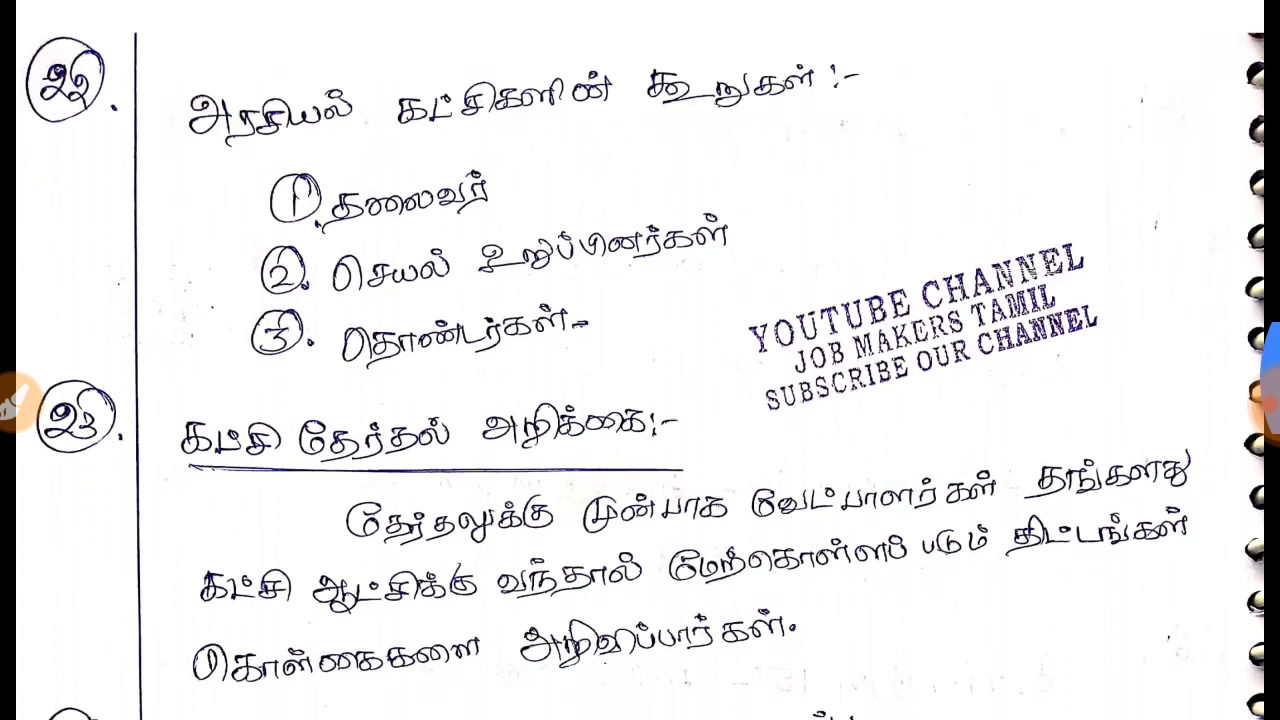 22.
அரசியல் கட்சிகளின் கூறுகள் :-
1. தலைவர்
2. செயல் உறுப்பினர்கள்
3. தொண்டர்கள்.
YOUTUBE CHANNEL
JOB MAKERS TAMIL
SUBSCRIBE OUR CHANNEL
23.
கட்சி தேர்தல் அறிக்கை:-
தேர்தலுக்கு முன்பாக வேட்பாளர்கள் தாங்களது
கட்சி ஆட்சிக்கு வந்தால் மேற்கொள்ளப் படும் திட்டங்கள்
கொள்கைகளை அறிவிப்பார்கள்.